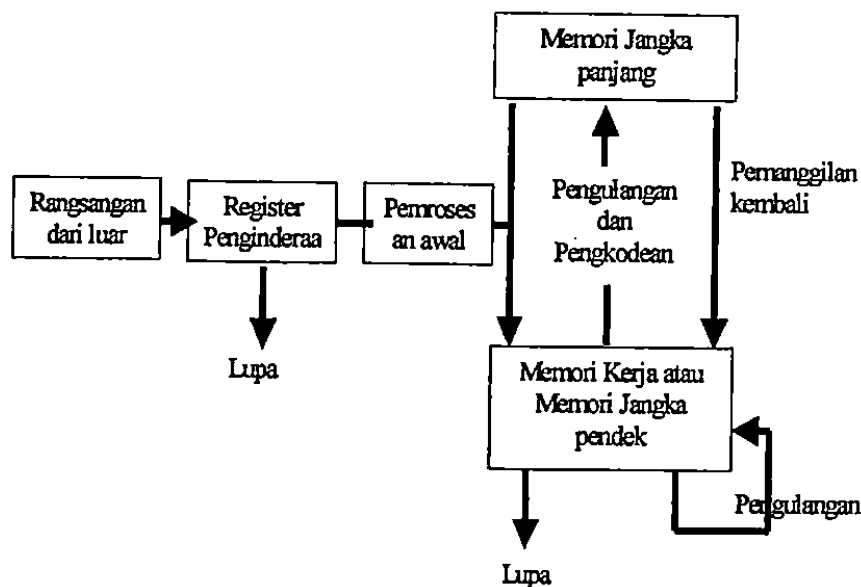 Memori Jangka
panjang
Rangsangan
dari luar
Register
Penginderaa
Pemroses
an awal
Pengulangan
dan
Pengkodean
Pemanggilan
kembali
Lupa
Memori Kerja atau
Memori Jangka
pendek
Pengulangan
Lupa